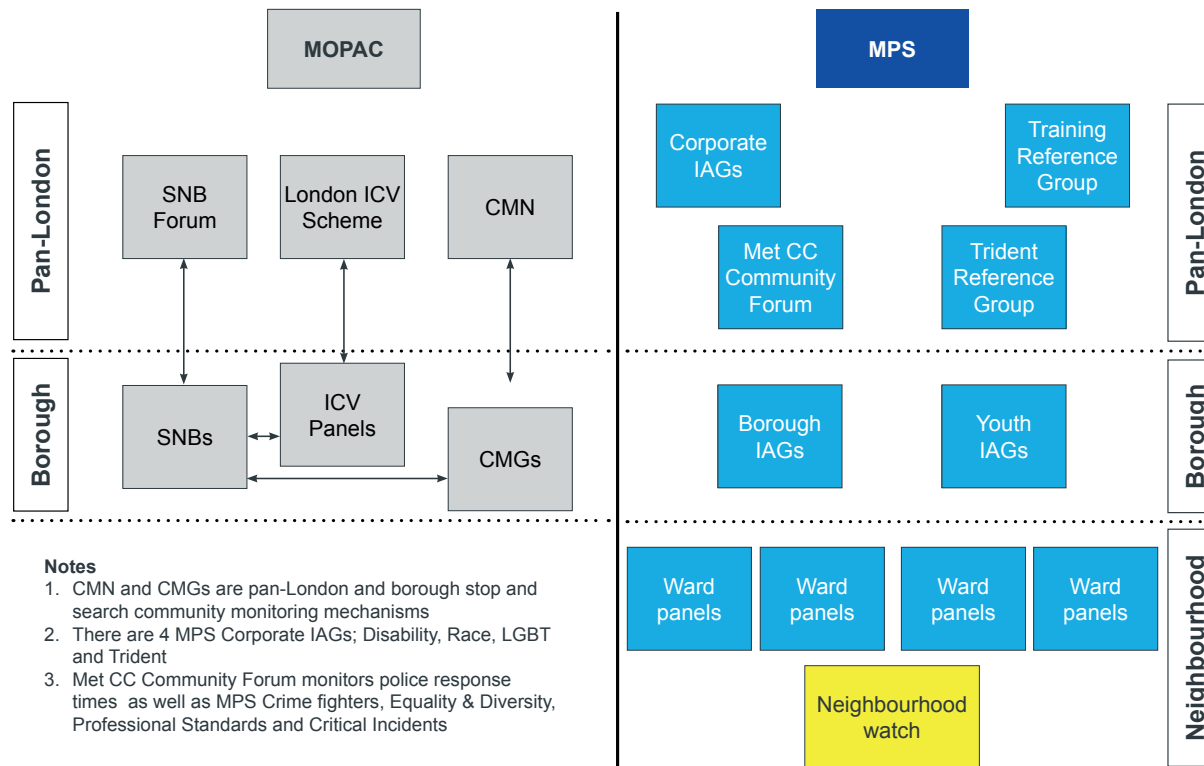 MOPAC
MPS
Pan-London
SNB
Forum
London ICV
Scheme
CMN
Corporate
IAGs
Training
Reference
Group
Met CC
Community
Forum
Trident
Reference
Group
Pan-London
Borough
SNBs
ICV
Panels
CMGs
Borough
IAGs
Youth
IAGs
Borough
Notes
1. CMN and CMGs are pan-London and borough stop and
search community monitoring mechanisms
2. There are 4 MPS Corporate IAGs; Disability, Race, LGBT
and Trident
3. Met CC Community Forum monitors police response
times as well as MPS Crime fighters, Equality & Diversity,
Professional Standards and Critical Incidents
Ward
panels
Ward
panels
Ward
panels
Ward
panels
Neighbourhood
watch
Neighbourhood